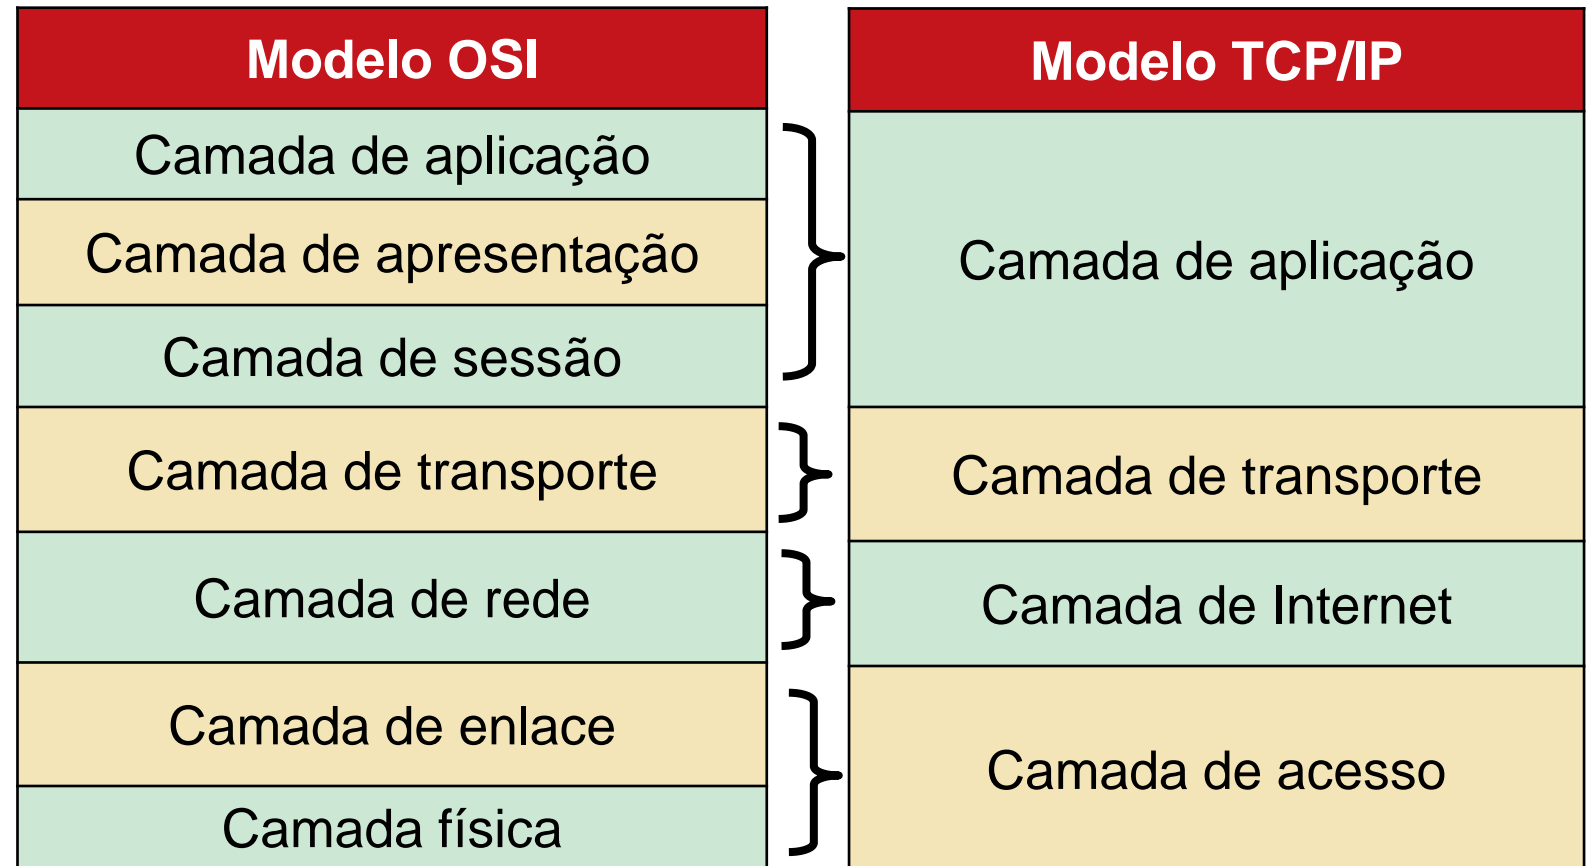 Modelo OSI
Camada de aplicação
Camada de apresentação
Camada de sessão
Camada de transporte
Camada de rede
Camada de enlace
Camada física
Modelo TCP/IP
Camada de aplicação
Camada de transporte
Camada de Internet
Camada de acesso